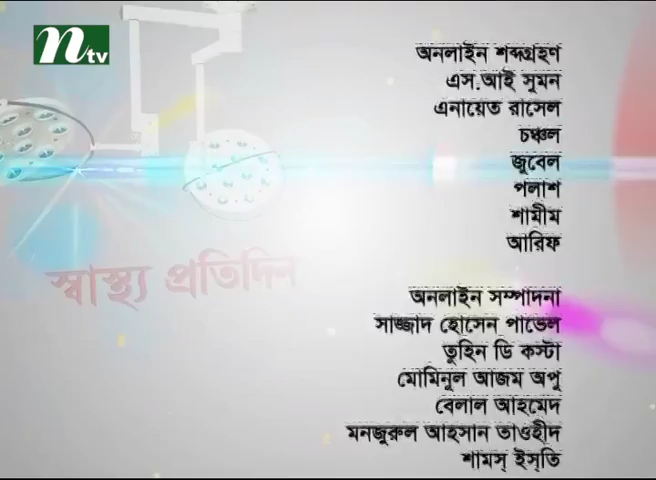 ntv
অনলাইন শব্দগ্রহণ
এস.আই সুমন
এনায়েত রাসেল
চঞ্চল
জুবেল
পলাশ
শামীম
আরিফ
স্বাস্থ্য প্রতিদিন
অনলাইন সম্পাদনা
সাজ্জাদ হোসেন পাভেল
তুহিন ডি কস্টা
মোমিনুল আজম অপু
বেলাল আহমেদ
মনজুরুল আহসান তাওহীদ
শামস্ ইস্‌তি